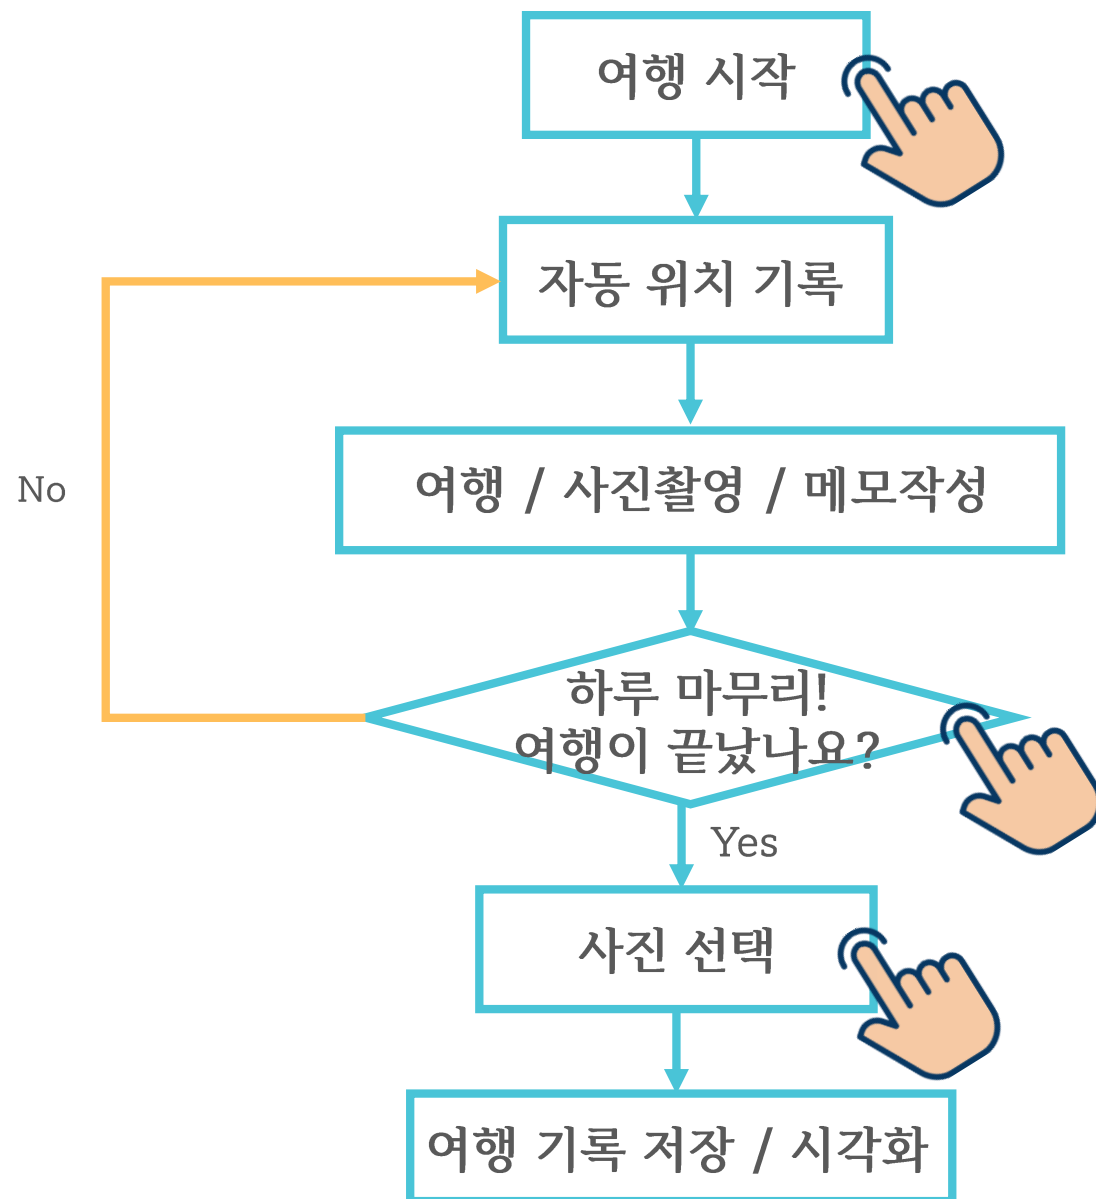 여행 시작
자동 위치 기록
No
여행 / 사진촬영 / 메모작성
하루 마무리!
여행이 끝났나요?
Yes
사진 선택
여행 기록 저장 / 시각화